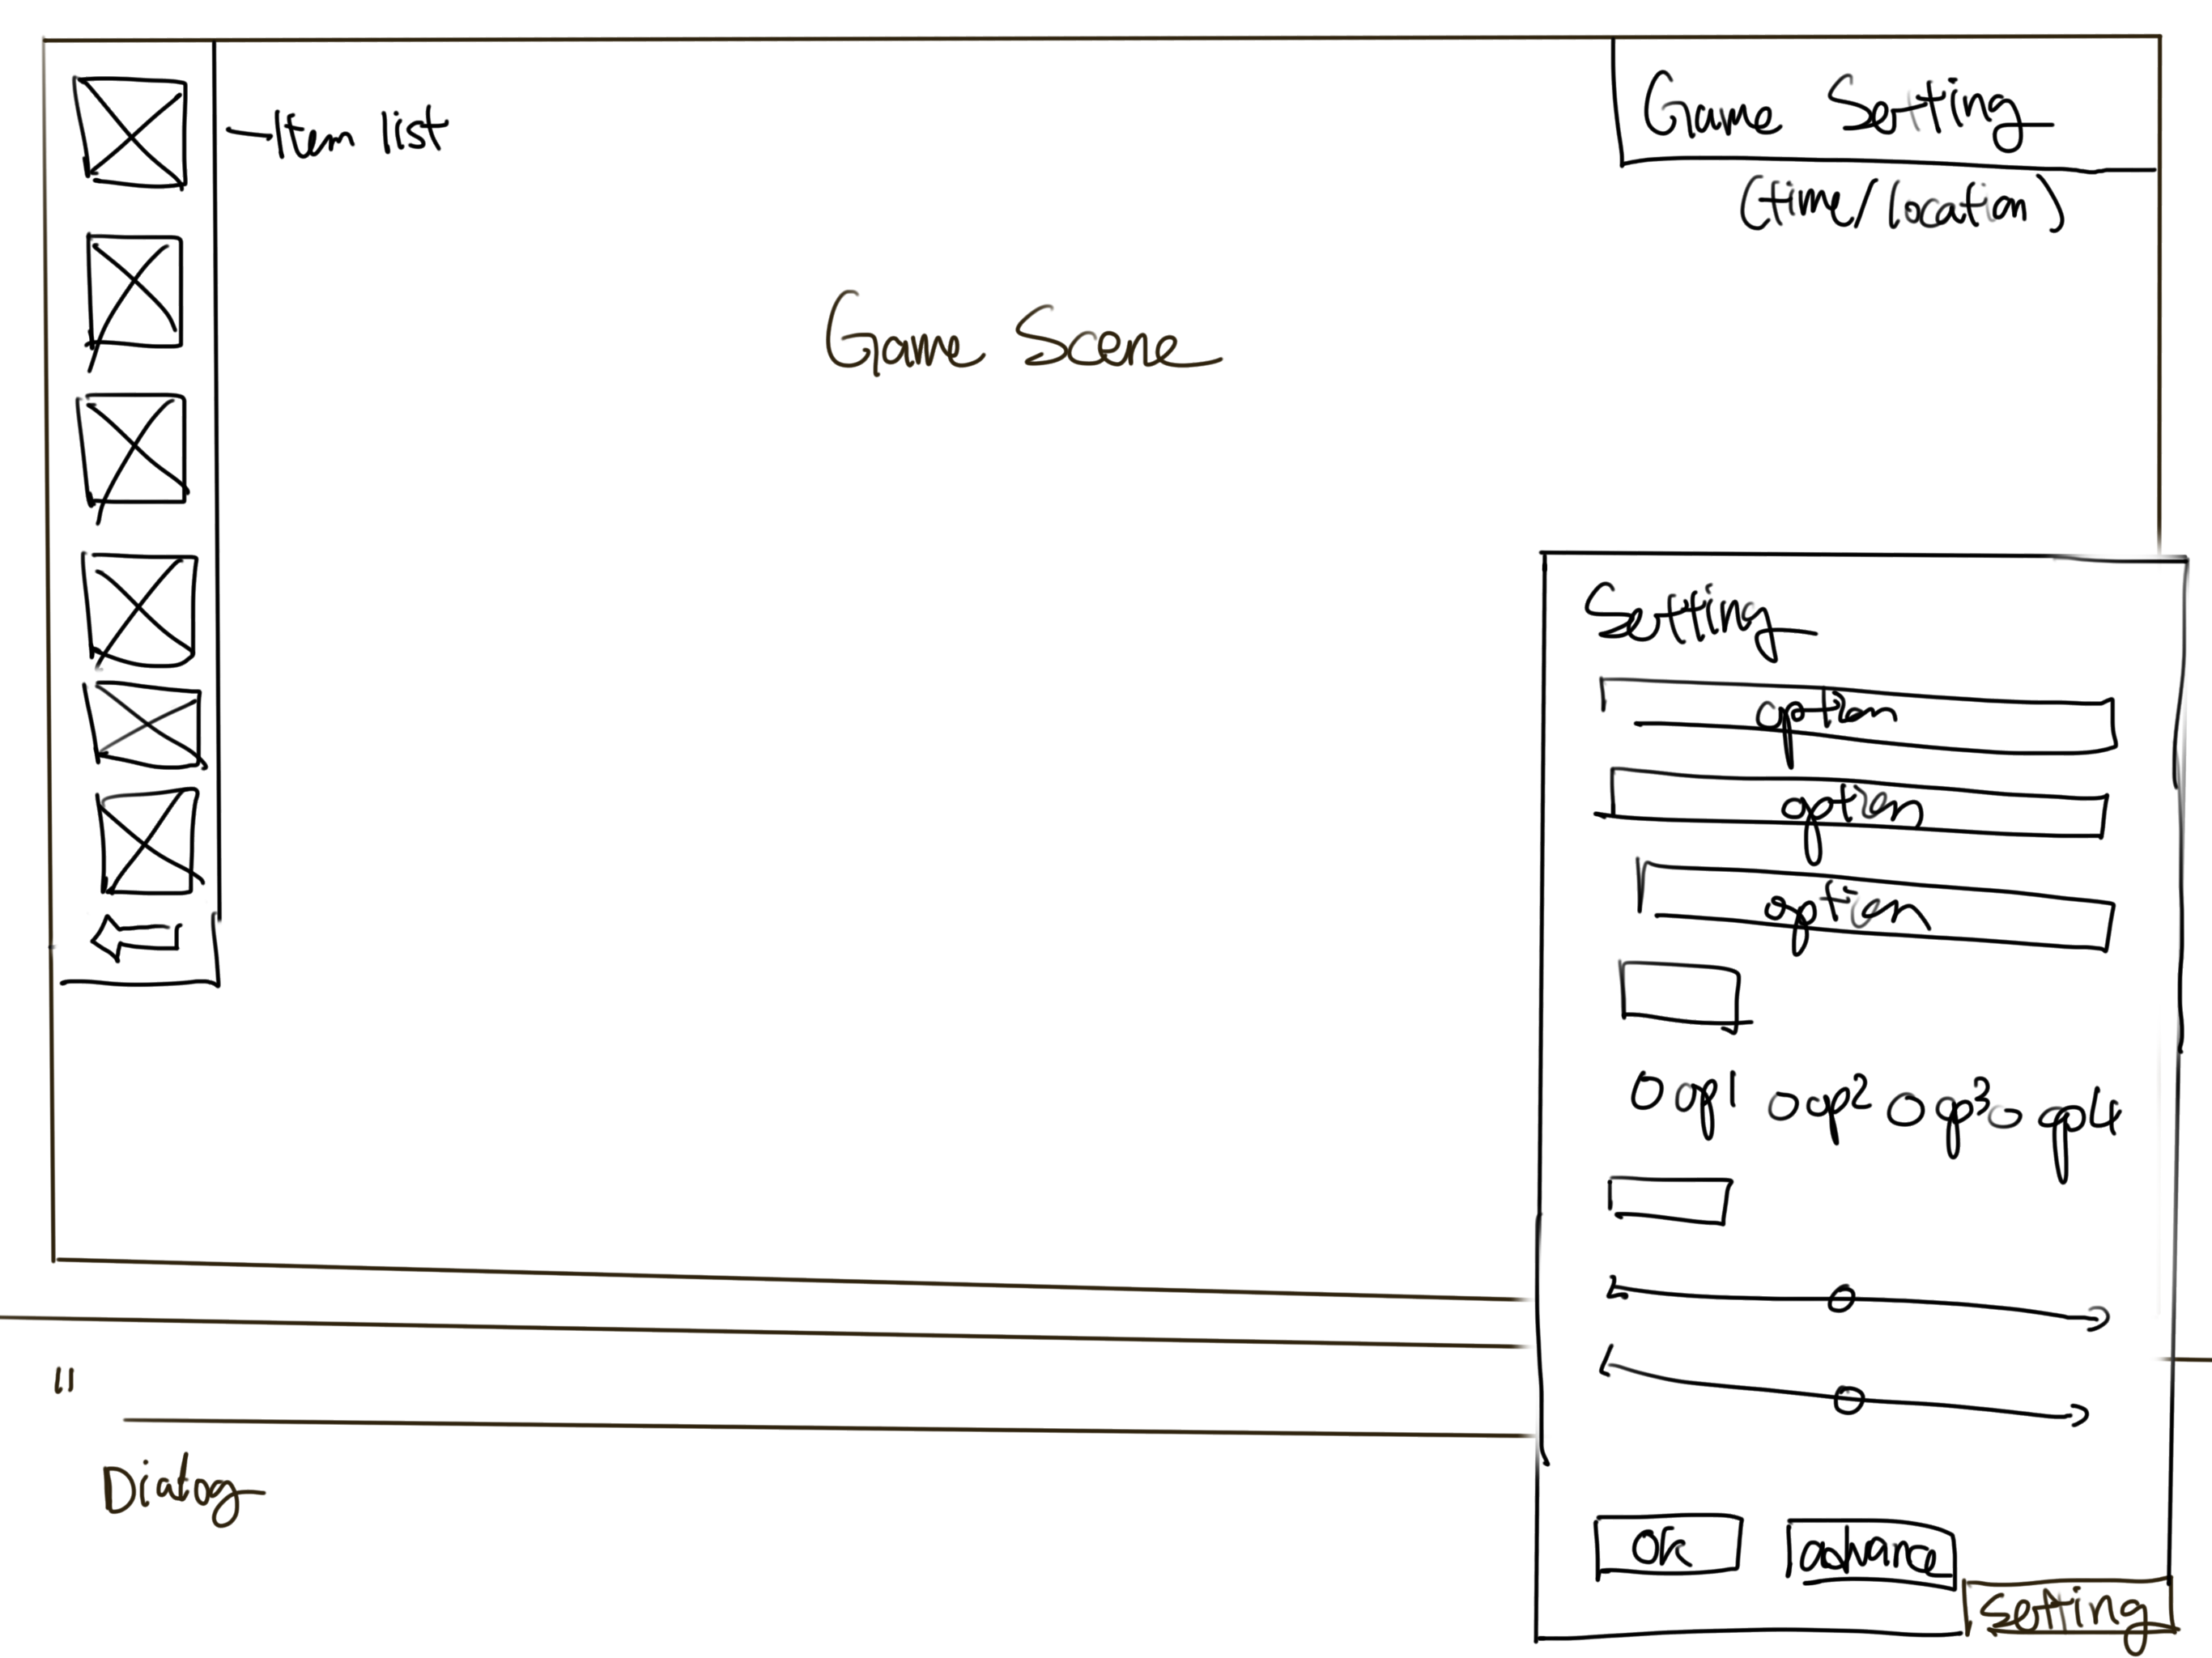 Item list
Game Setting
(time/location)
Game Scene
Setting
option
option
option
O op1 O op2 O op3 O op4
"
Dialog
OK
advance
setting